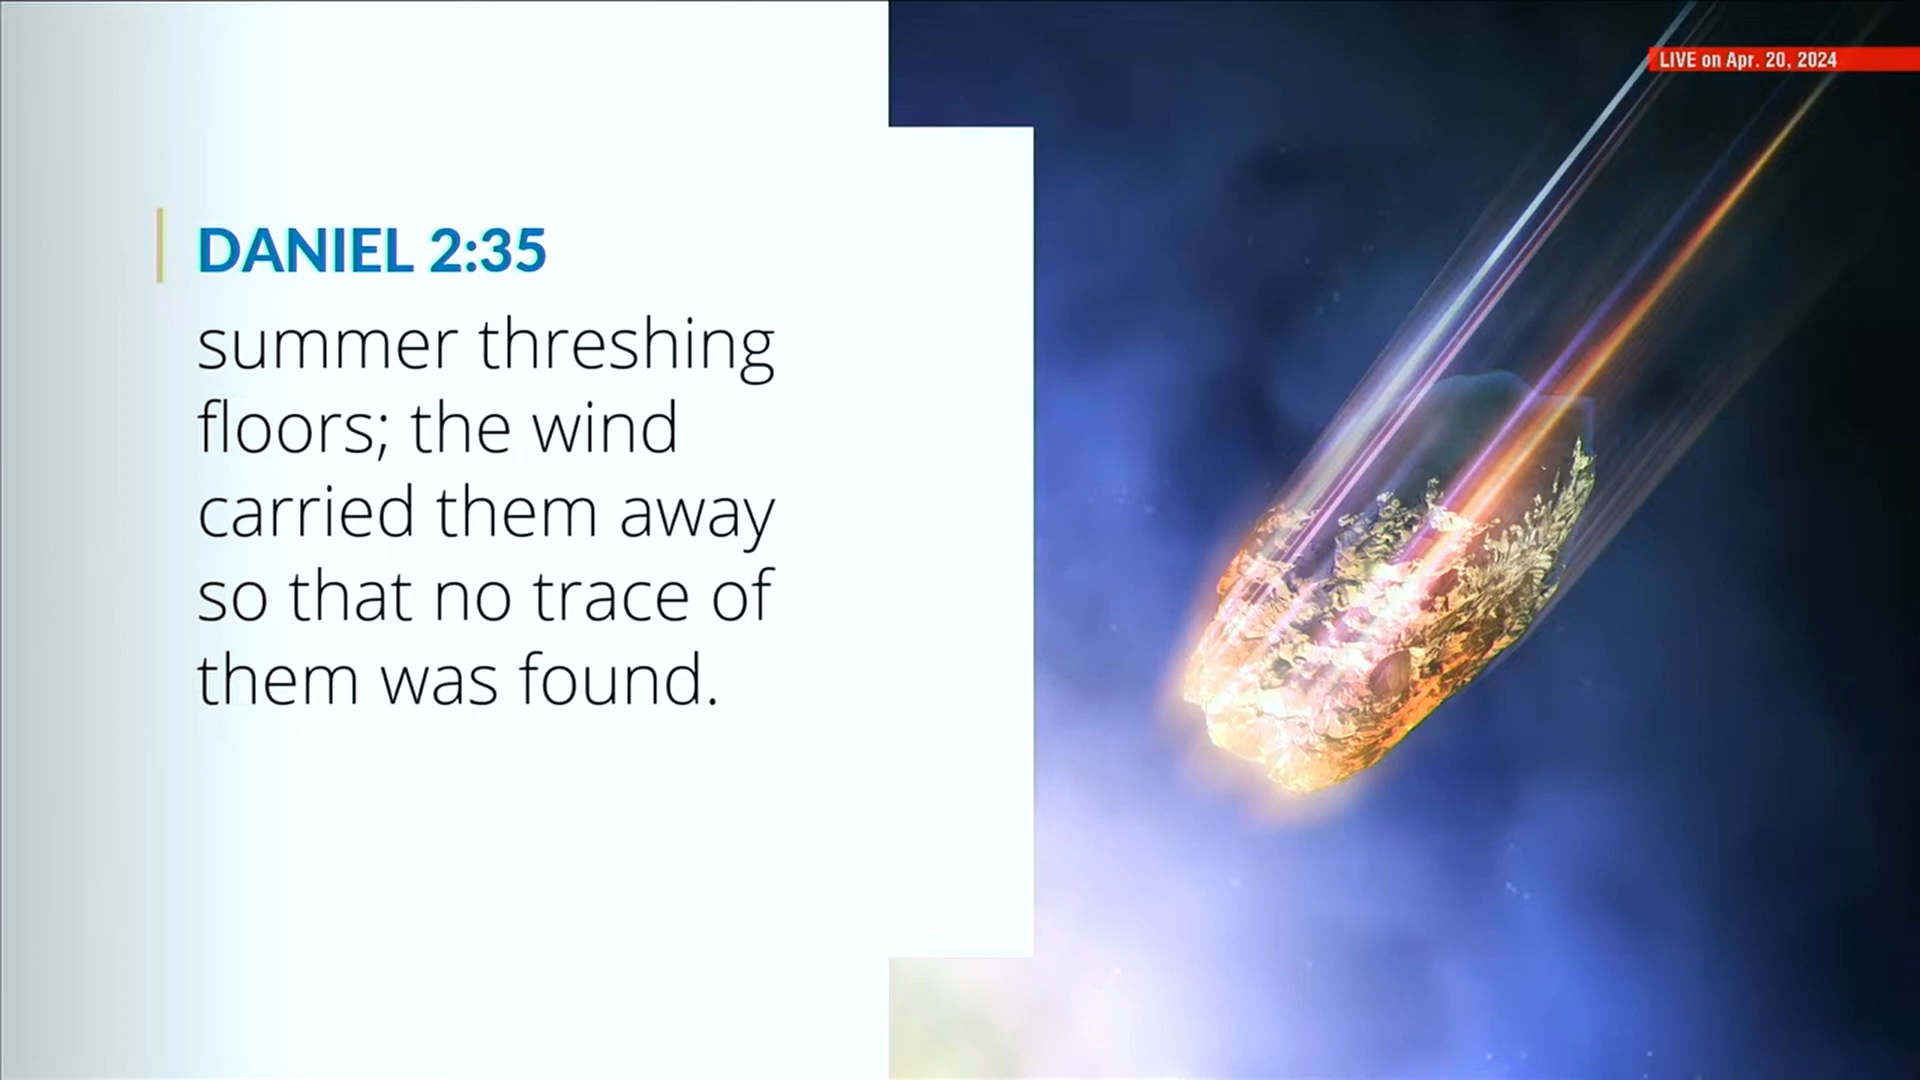 LIVE on Apr. 20, 2024
DANIEL 2:35
summer threshing
floors; the wind
carried them away
so that no trace of
them was found.